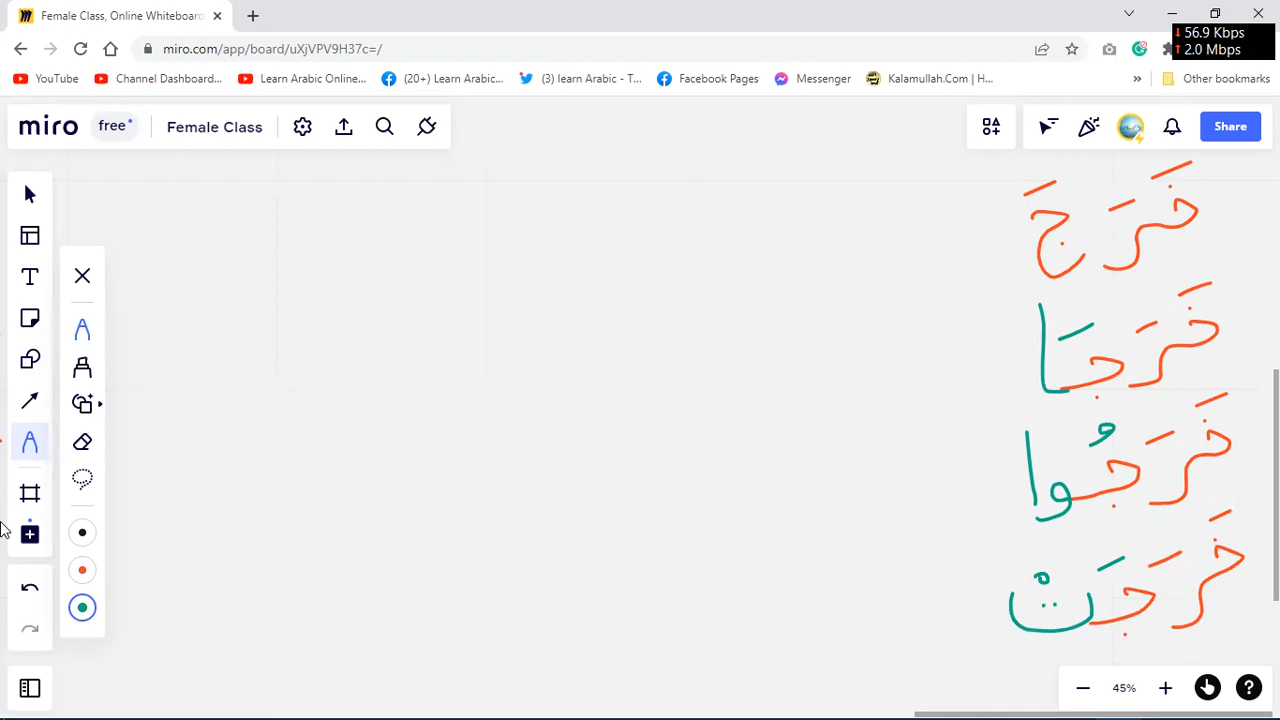 Female Class, Online Whiteboard
miro.com/app/board/uXjVPV9H37c=/
↓ 56.9 Kbps
↑ 2.0 Mbps
YouTube Channel Dashboard... Learn Arabic Online... (20+) Learn Arabic... (3) learn Arabic - T... Facebook Pages Messenger Kalamullah.Com | H... » Other bookmarks
miro free Female Class Share
خَرَجَ
خَرَجَا
خَرَجُوا
خَرَجَتْ
45%